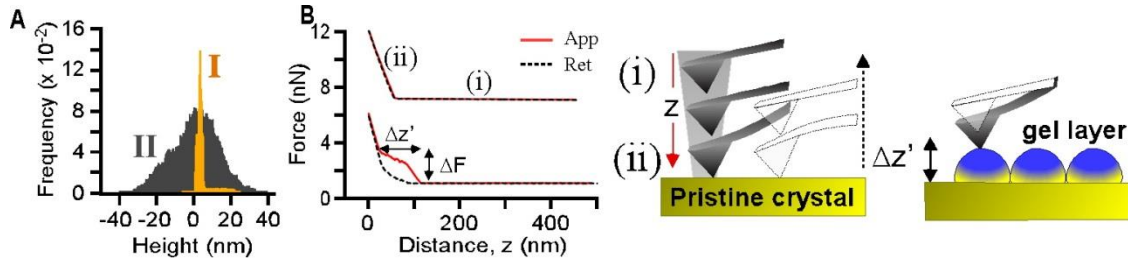 A
Frequency (x 10⁻²)
16
12
8
4
0
I
II
-40
-20
0
20
40
Height (nm)
B
Force (nN)
12
8
4
0
(ii)
(i)
App
Ret
Δz'
ΔF
0
200
400
Distance, z (nm)
(i)
z
(ii)
Pristine crystal
Δz'
gel layer